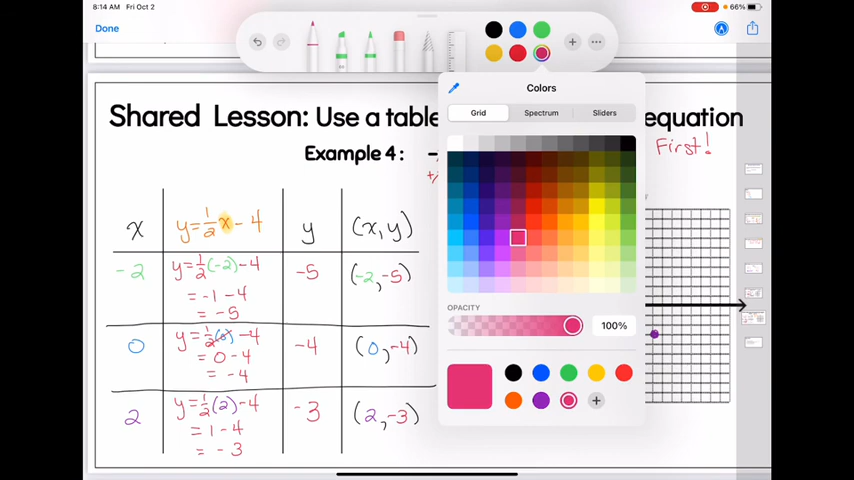 8:14 AM Fri Oct 2
66%
Done
Colors
Grid Spectrum Sliders
OPACITY
100%
Shared Lesson: Use a table equation
Example 4: First!
x y=1/2x-4 y (x,y)
-2 y=1/2(-2)-4 -5 (-2,-5)
=-1-4
=-5
0 y=1/2(0)-4 -4 (0,-4)
=0-4
=-4
2 y=1/2(2)-4 -3 (2,-3)
=1-4
=-3